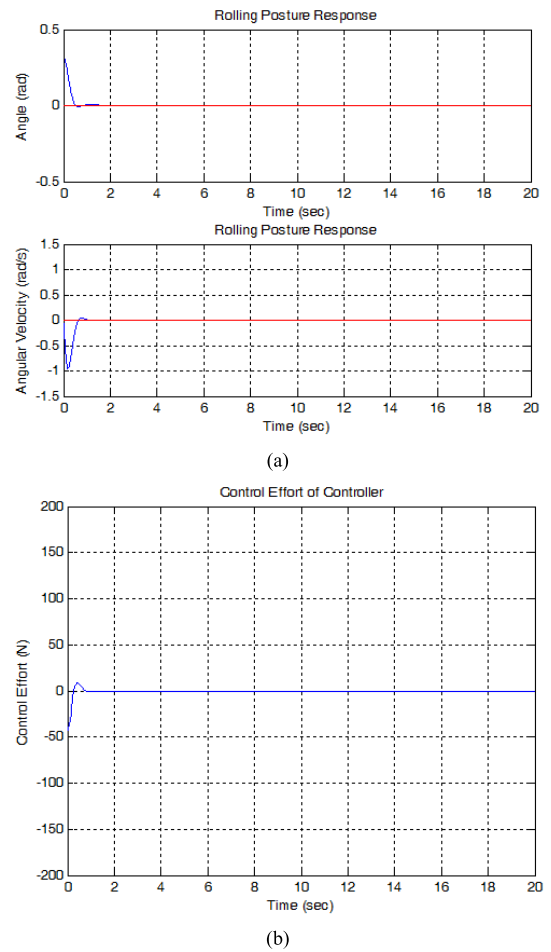 Rolling Posture Response
0.5
0
-0.5
Angle (rad)
0 2 4 6 8 10 12 14 16 18 20
Time (sec)
Rolling Posture Response
1.5
1
0.5
0
-0.5
-1
-1.5
Angular Velocity (rad/s)
0 2 4 6 8 10 12 14 16 18 20
Time (sec)
(a)
Control Effort of Controller
200
150
100
50
0
-50
-100
-150
-200
Control Effort (N)
0 2 4 6 8 10 12 14 16 18 20
Time (sec)
(b)